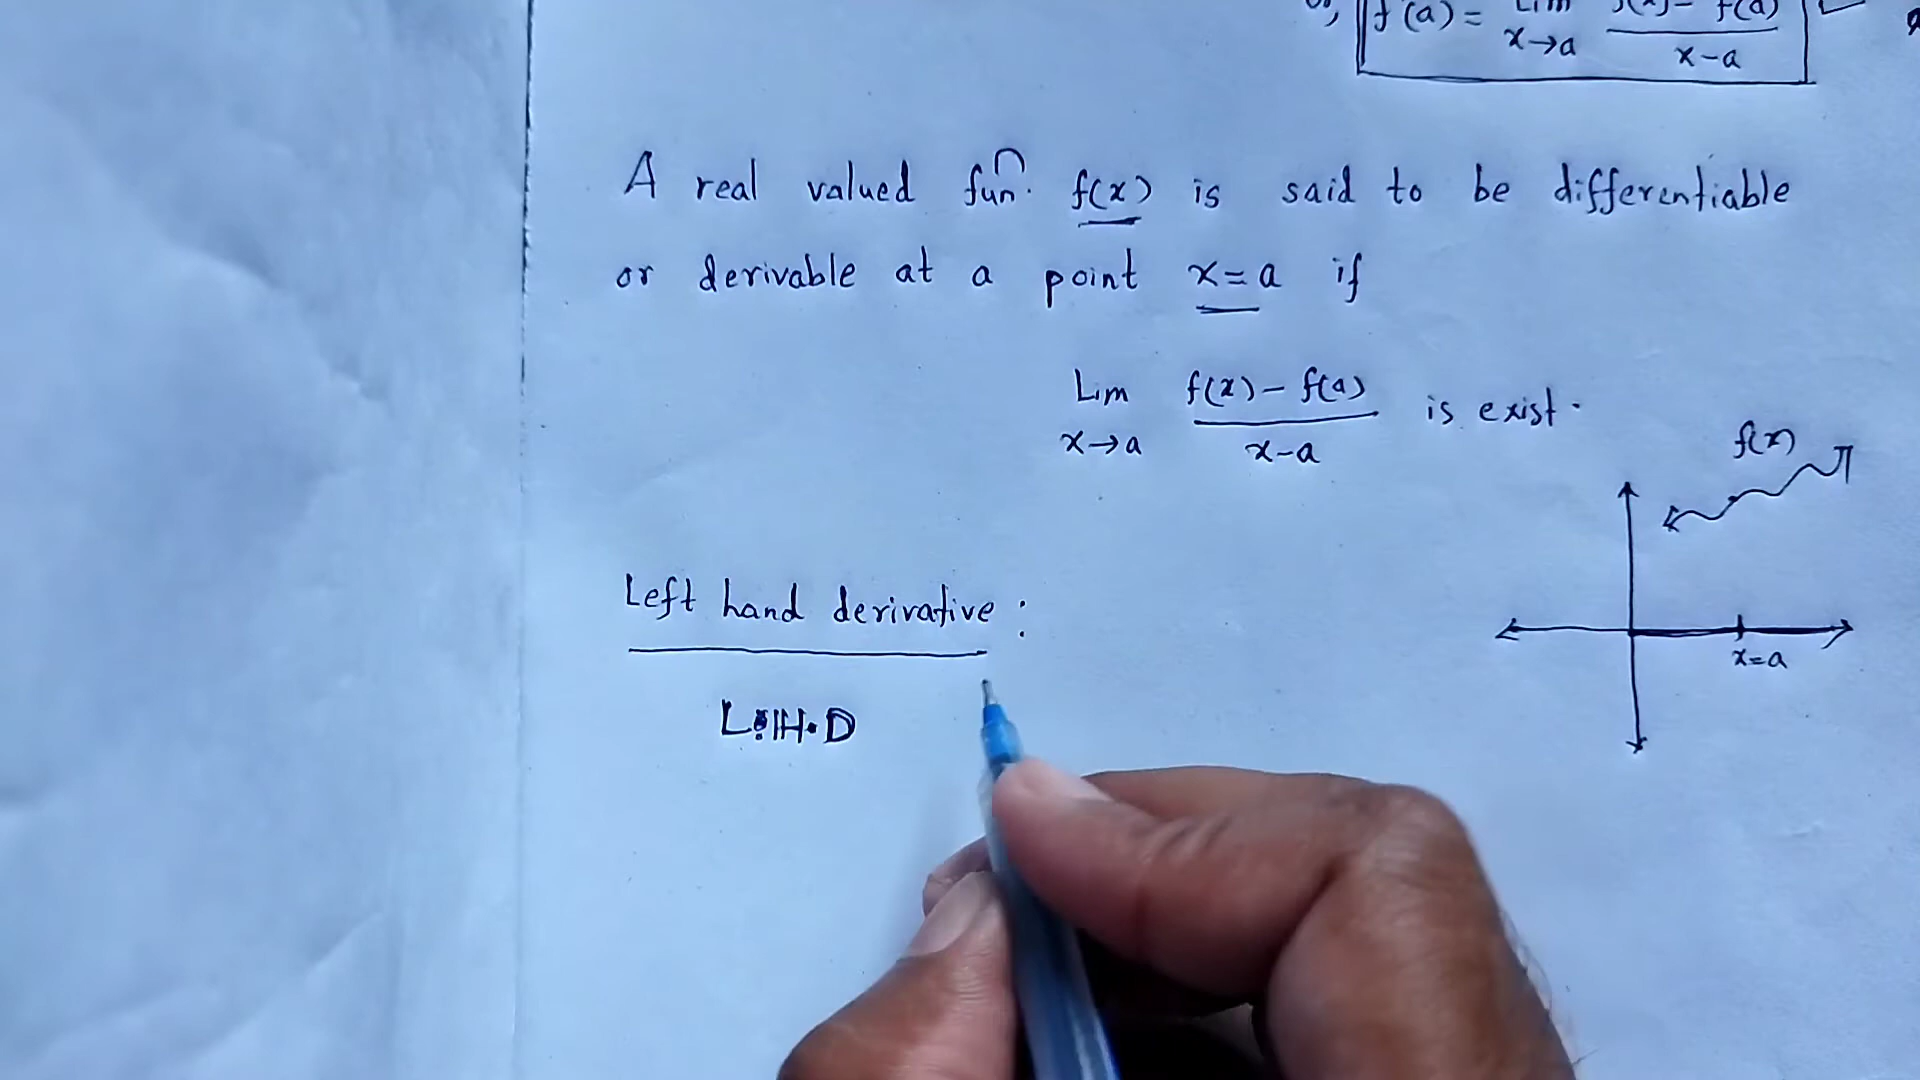 f'(a) = Lim x→a f(x) - f(a) / x-a
A real valued fun^n. f(x) is said to be differentiable
or derivable at a point x=a if
Lim x→a f(x) - f(a) / x-a is exist.
f(x)
x=a
Left hand derivative :
L.H.D